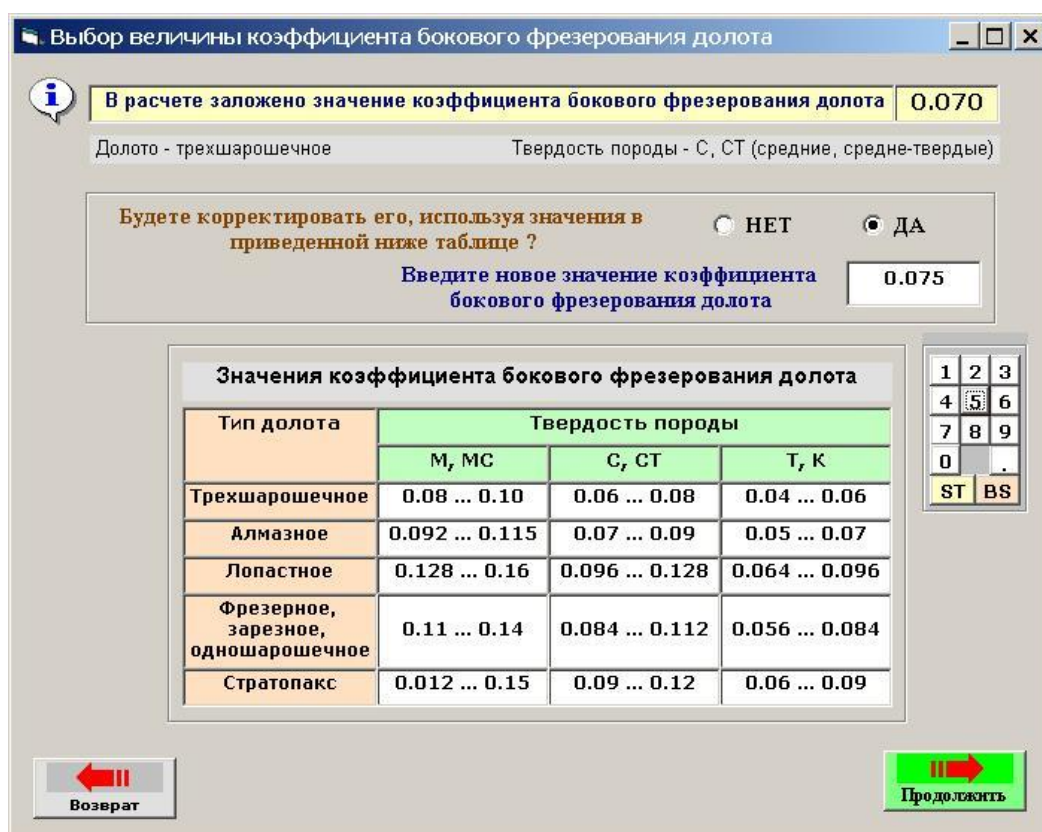 Выбор величины коэффициента бокового фрезерования долота
В расчете заложено значение коэффициента бокового фрезерования долота 0.070
Долото - трехшарошечное Твердость породы - С, СТ (средние, средне-твердые)
Будете корректировать его, используя значения в
приведенной ниже таблице ?
НЕТ ДА
Введите новое значение коэффициента
бокового фрезерования долота
0.075
Значения коэффициента бокового фрезерования долота
Тип долота Твердость породы
М, МС С, СТ Т, К
Трехшарошечное 0.08 ... 0.10 0.06 ... 0.08 0.04 ... 0.06
Алмазное 0.092 ... 0.115 0.07 ... 0.09 0.05 ... 0.07
Лопастное 0.128 ... 0.16 0.096 ... 0.128 0.064 ... 0.096
Фрезерное,
зарезное,
одношарошечное
0.11 ... 0.14 0.084 ... 0.112 0.056 ... 0.084
Стратопакс 0.012 ... 0.15 0.09 ... 0.12 0.06 ... 0.09
1 2 3
4 5 6
7 8 9
0 .
ST BS
Возврат
Продолжить